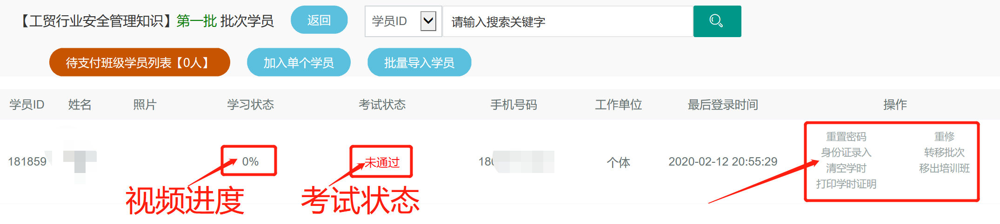 【工贸行业安全管理知识】第一批 批次学员 返回 学员ID 请输入搜索关键字
待支付班级学员列表【0人】 加入单个学员 批量导入学员
学员ID 姓名 照片 学习状态 考试状态 手机号码 工作单位 最后登录时间 操作
181859 0% 未通过 180 个体 2020-02-12 20:55:29
重置密码 重修
身份证录入 转移批次
清空学时 移出培训班
打印学时证明
视频进度 考试状态